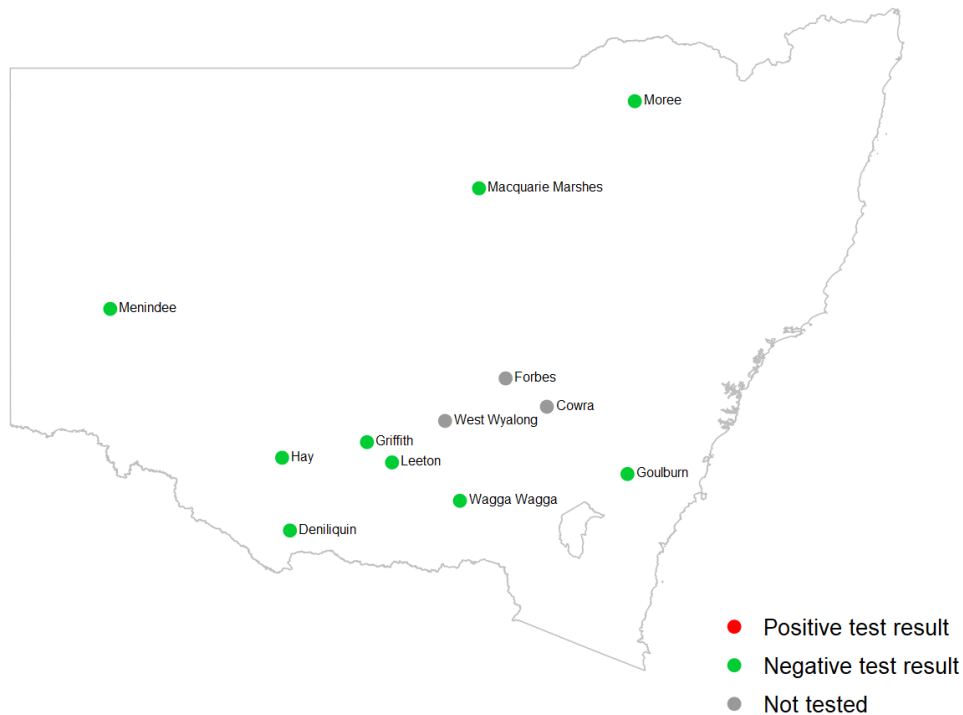 Moree
Macquarie Marshes
Menindee
Forbes
Cowra
West Wyalong
Griffith
Hay
Leeton
Goulburn
Wagga Wagga
Deniliquin
Positive test result
Negative test result
Not tested